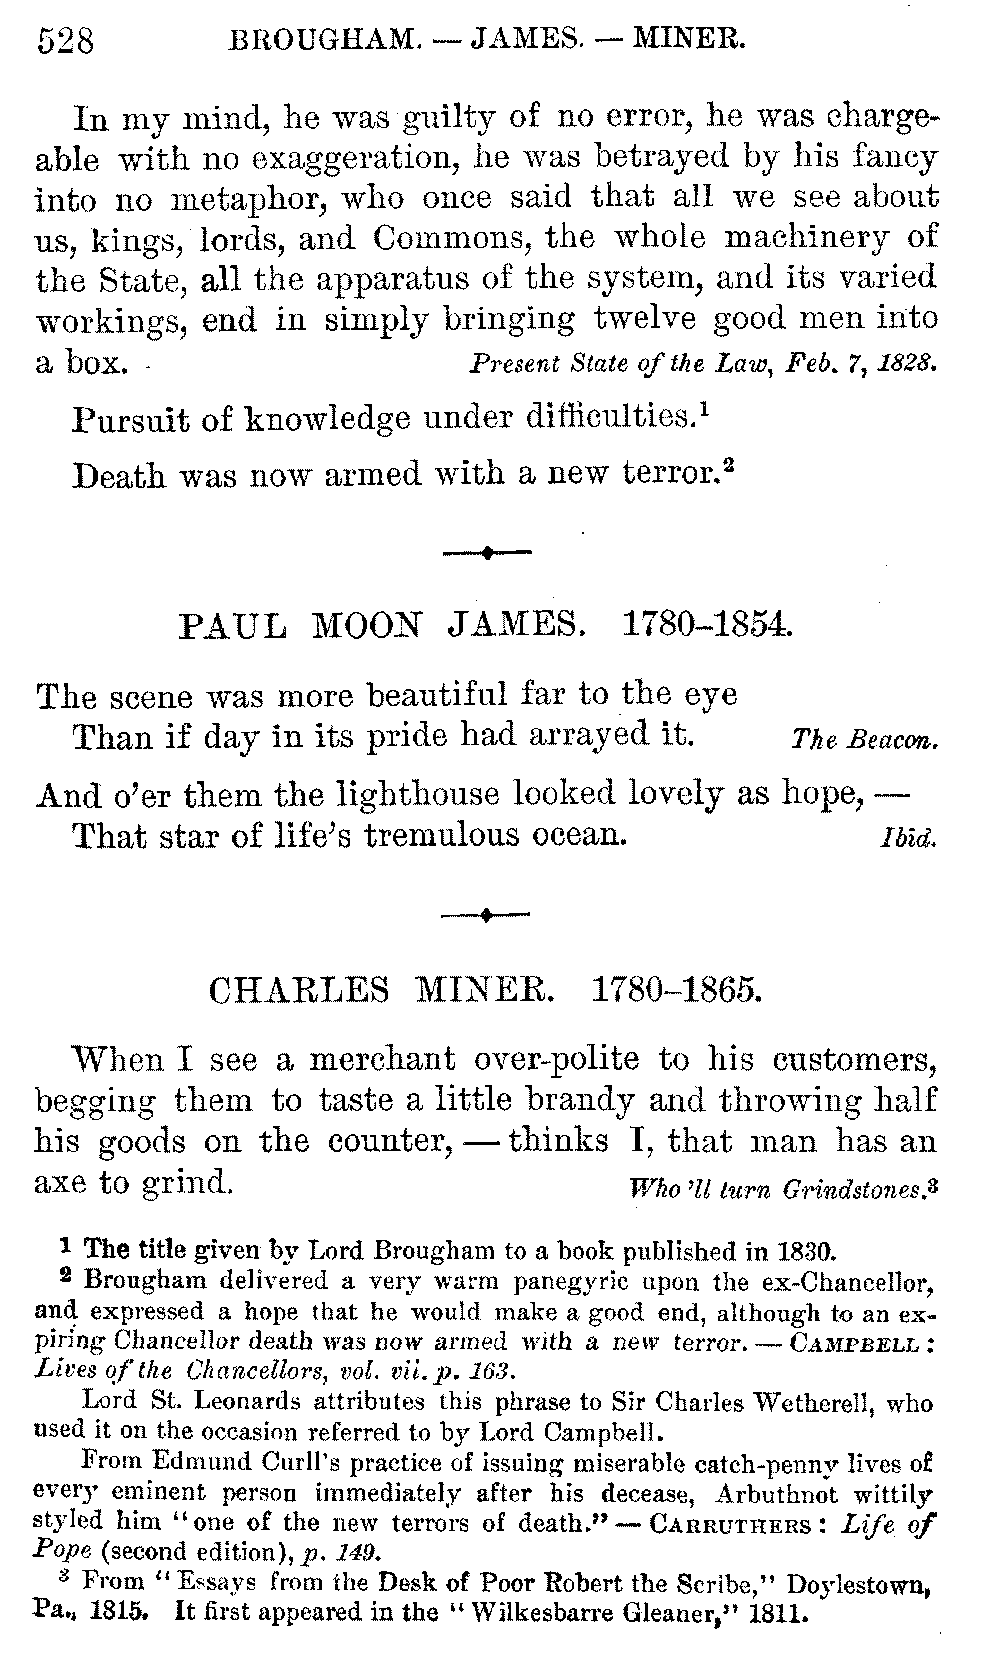 528 BROUGHAM. — JAMES. — MINER.
In my mind, he was guilty of no error, he was charge-
able with no exaggeration, he was betrayed by his fancy
into no metaphor, who once said that all we see about
us, kings, lords, and Commons, the whole machinery of
the State, all the apparatus of the system, and its varied
workings, end in simply bringing twelve good men into
a box. Present State of the Law, Feb. 7, 1828.
Pursuit of knowledge under difficulties.¹
Death was now armed with a new terror.²
PAUL MOON JAMES. 1780–1854.
The scene was more beautiful far to the eye
Than if day in its pride had arrayed it. The Beacon.
And o'er them the lighthouse looked lovely as hope, —
That star of life's tremulous ocean. Ibid.
CHARLES MINER. 1780–1865.
When I see a merchant over-polite to his customers,
begging them to taste a little brandy and throwing half
his goods on the counter, — thinks I, that man has an
axe to grind. Who 'll turn Grindstones.³
¹ The title given by Lord Brougham to a book published in 1830.
² Brougham delivered a very warm panegyric upon the ex-Chancellor,
and expressed a hope that he would make a good end, although to an ex-
piring Chancellor death was now armed with a new terror. — CAMPBELL:
Lives of the Chancellors, vol. vii. p. 163.
Lord St. Leonards attributes this phrase to Sir Charles Wetherell, who
used it on the occasion referred to by Lord Campbell.
From Edmund Curll's practice of issuing miserable catch-penny lives of
every eminent person immediately after his decease, Arbuthnot wittily
styled him "one of the new terrors of death." — CARRUTHERS: Life of
Pope (second edition), p. 149.
³ From "Essays from the Desk of Poor Robert the Scribe," Doylestown,
Pa., 1815. It first appeared in the "Wilkesbarre Gleaner," 1811.